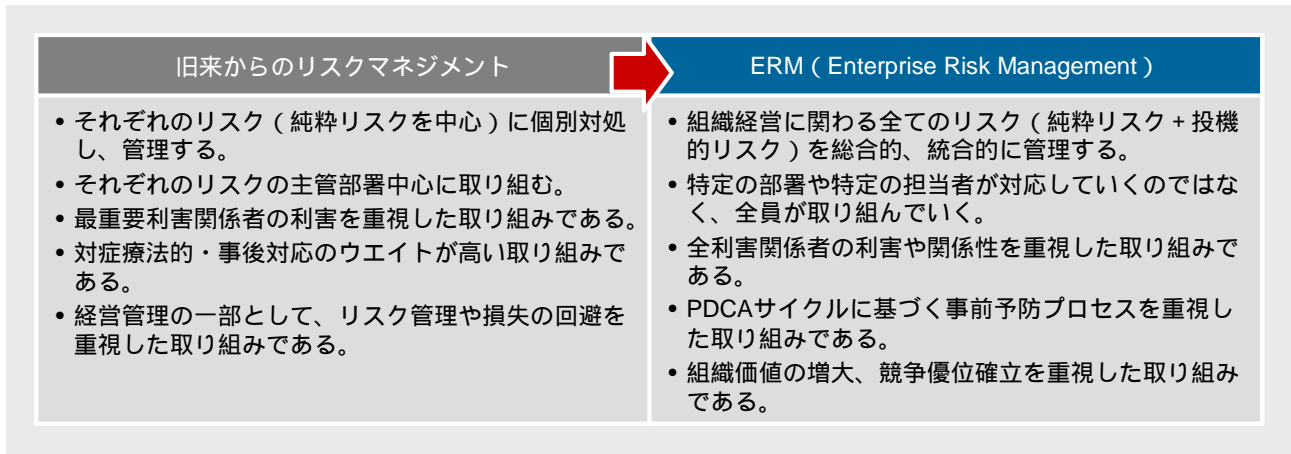 旧来からのリスクマネジメント
• それぞれのリスク（純粋リスクを中心）に個別対処
し、管理する。
• それぞれのリスクの主管部署中心に取り組む。
• 最重要利害関係者の利害を重視した取り組みである。
• 対症療法的・事後対応のウエイトが高い取り組みで
ある。
• 経営管理の一部として、リスク管理や損失の回避を
重視した取り組みである。
ERM（Enterprise Risk Management）
• 組織経営に関わる全てのリスク（純粋リスク+投機
的リスク）を総合的、統合的に管理する。
• 特定の部署や特定の担当者が対応していくのではな
く、全員が取り組んでいく。
• 全利害関係者の利害や関係性を重視した取り組みで
ある。
• PDCAサイクルに基づく事前予防プロセスを重視し
た取り組みである。
• 組織価値の増大、競争優位確立を重視した取り組み
である。